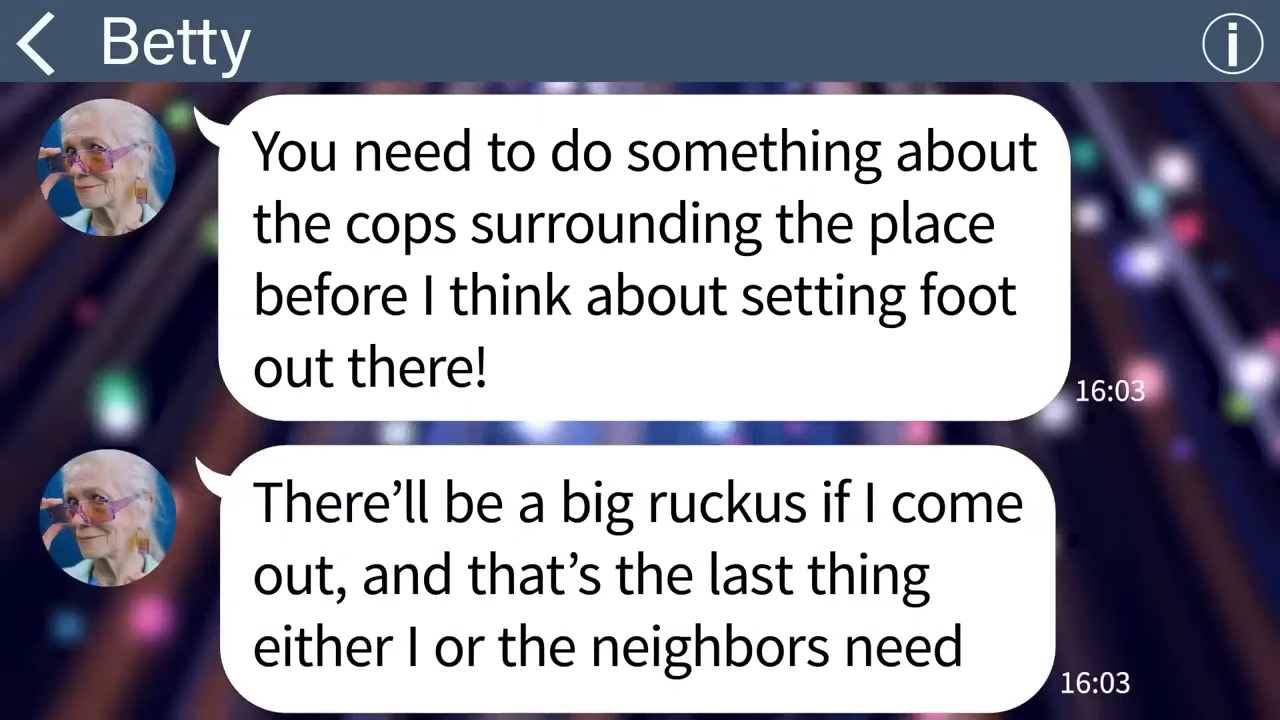 Betty
You need to do something about
the cops surrounding the place
before I think about setting foot
out there!
16:03
There’ll be a big ruckus if I come
out, and that’s the last thing
either I or the neighbors need
16:03